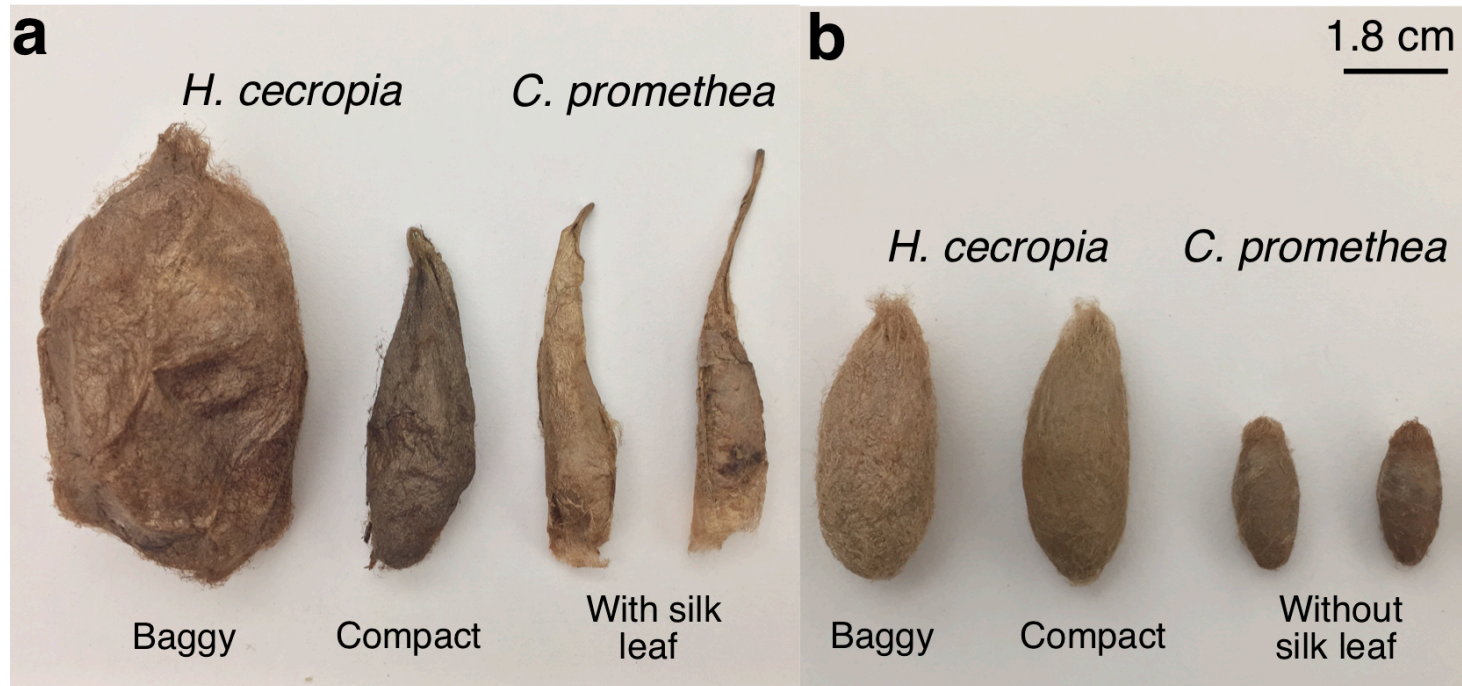 a
H. cecropia
C. promethea
Baggy
Compact
With silk
leaf
b
1.8 cm
H. cecropia
C. promethea
Baggy
Compact
Without
silk leaf